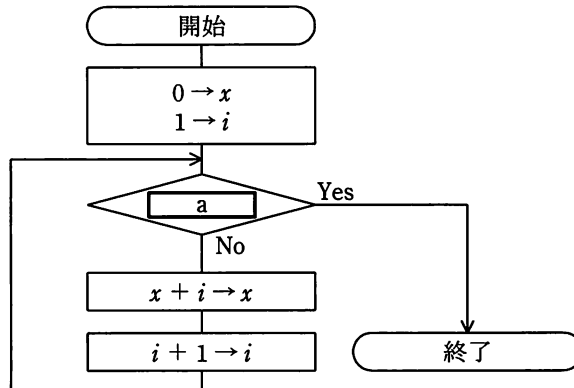 開始
0 → x
1 → i
a
Yes
No
x + i → x
i + 1 → i
終了